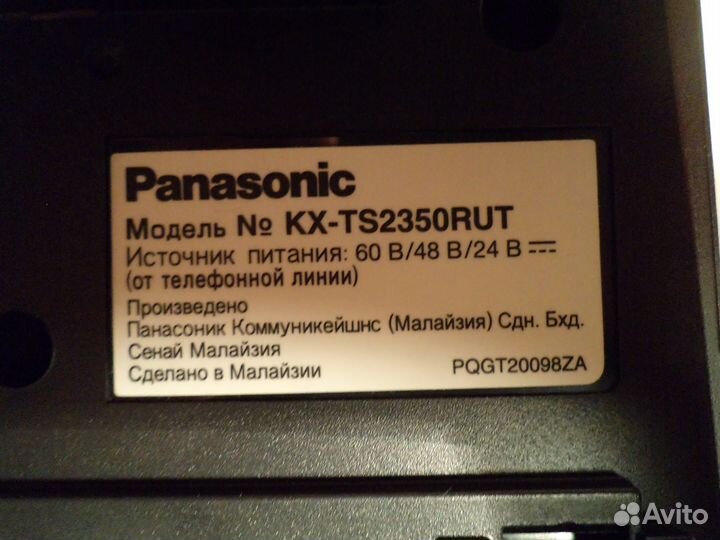 Panasonic
Модель № KX-TS2350RUT
Источник питания: 60 В/48 В/24 В ⎓
(от телефонной линии)
Произведено
Панасоник Коммуникейшнс (Малайзия) Сдн. Бхд.
Сенай Малайзия
Сделано в Малайзии PQGT20098ZA
Avito